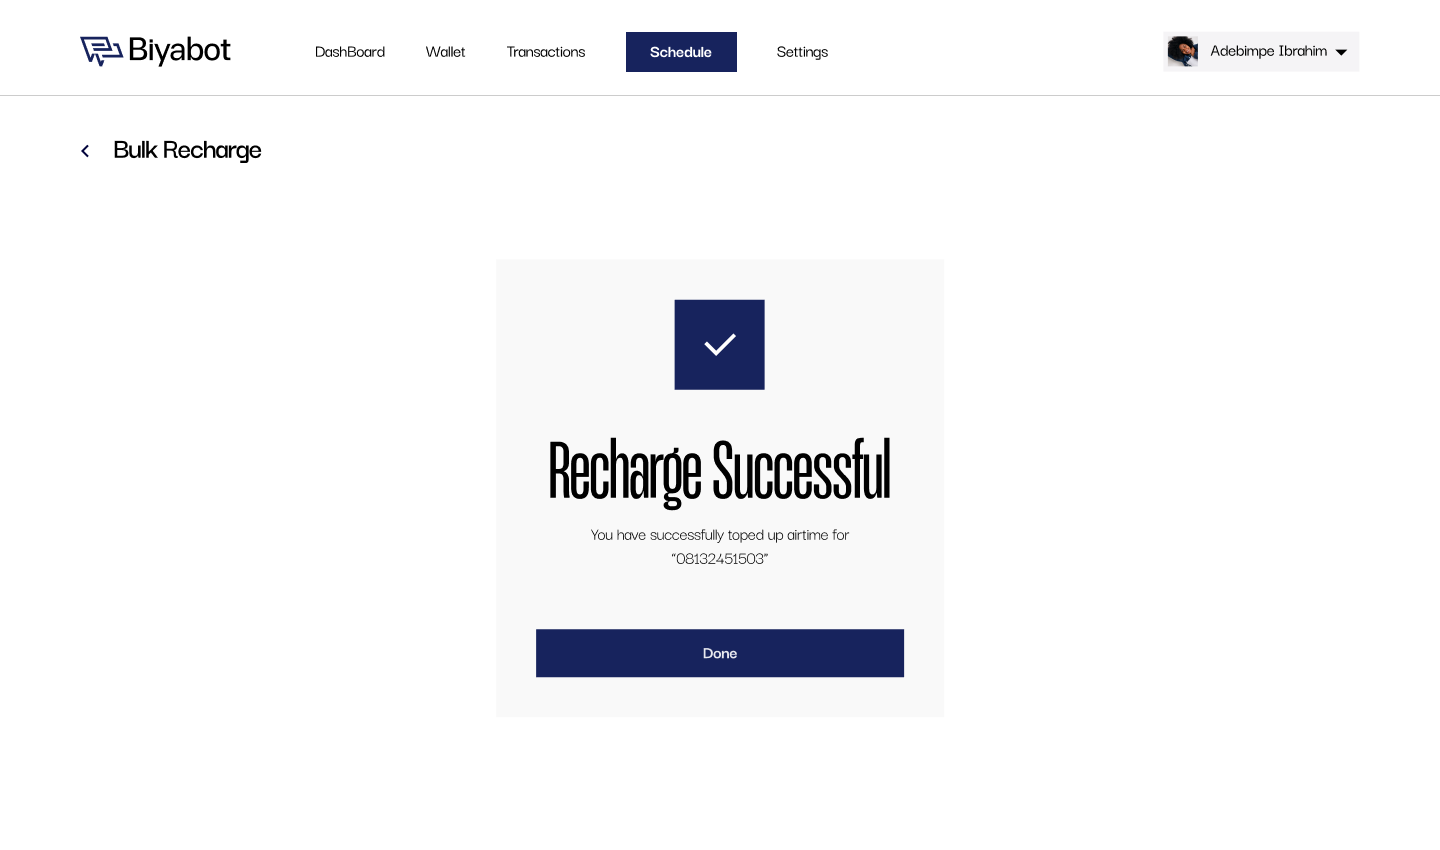 Biyabot
DashBoard
Wallet
Transactions
Schedule
Settings
Adebimpe Ibrahim
Bulk Recharge
Recharge Successful
You have successfully toped up airtime for
“08132451503”
Done